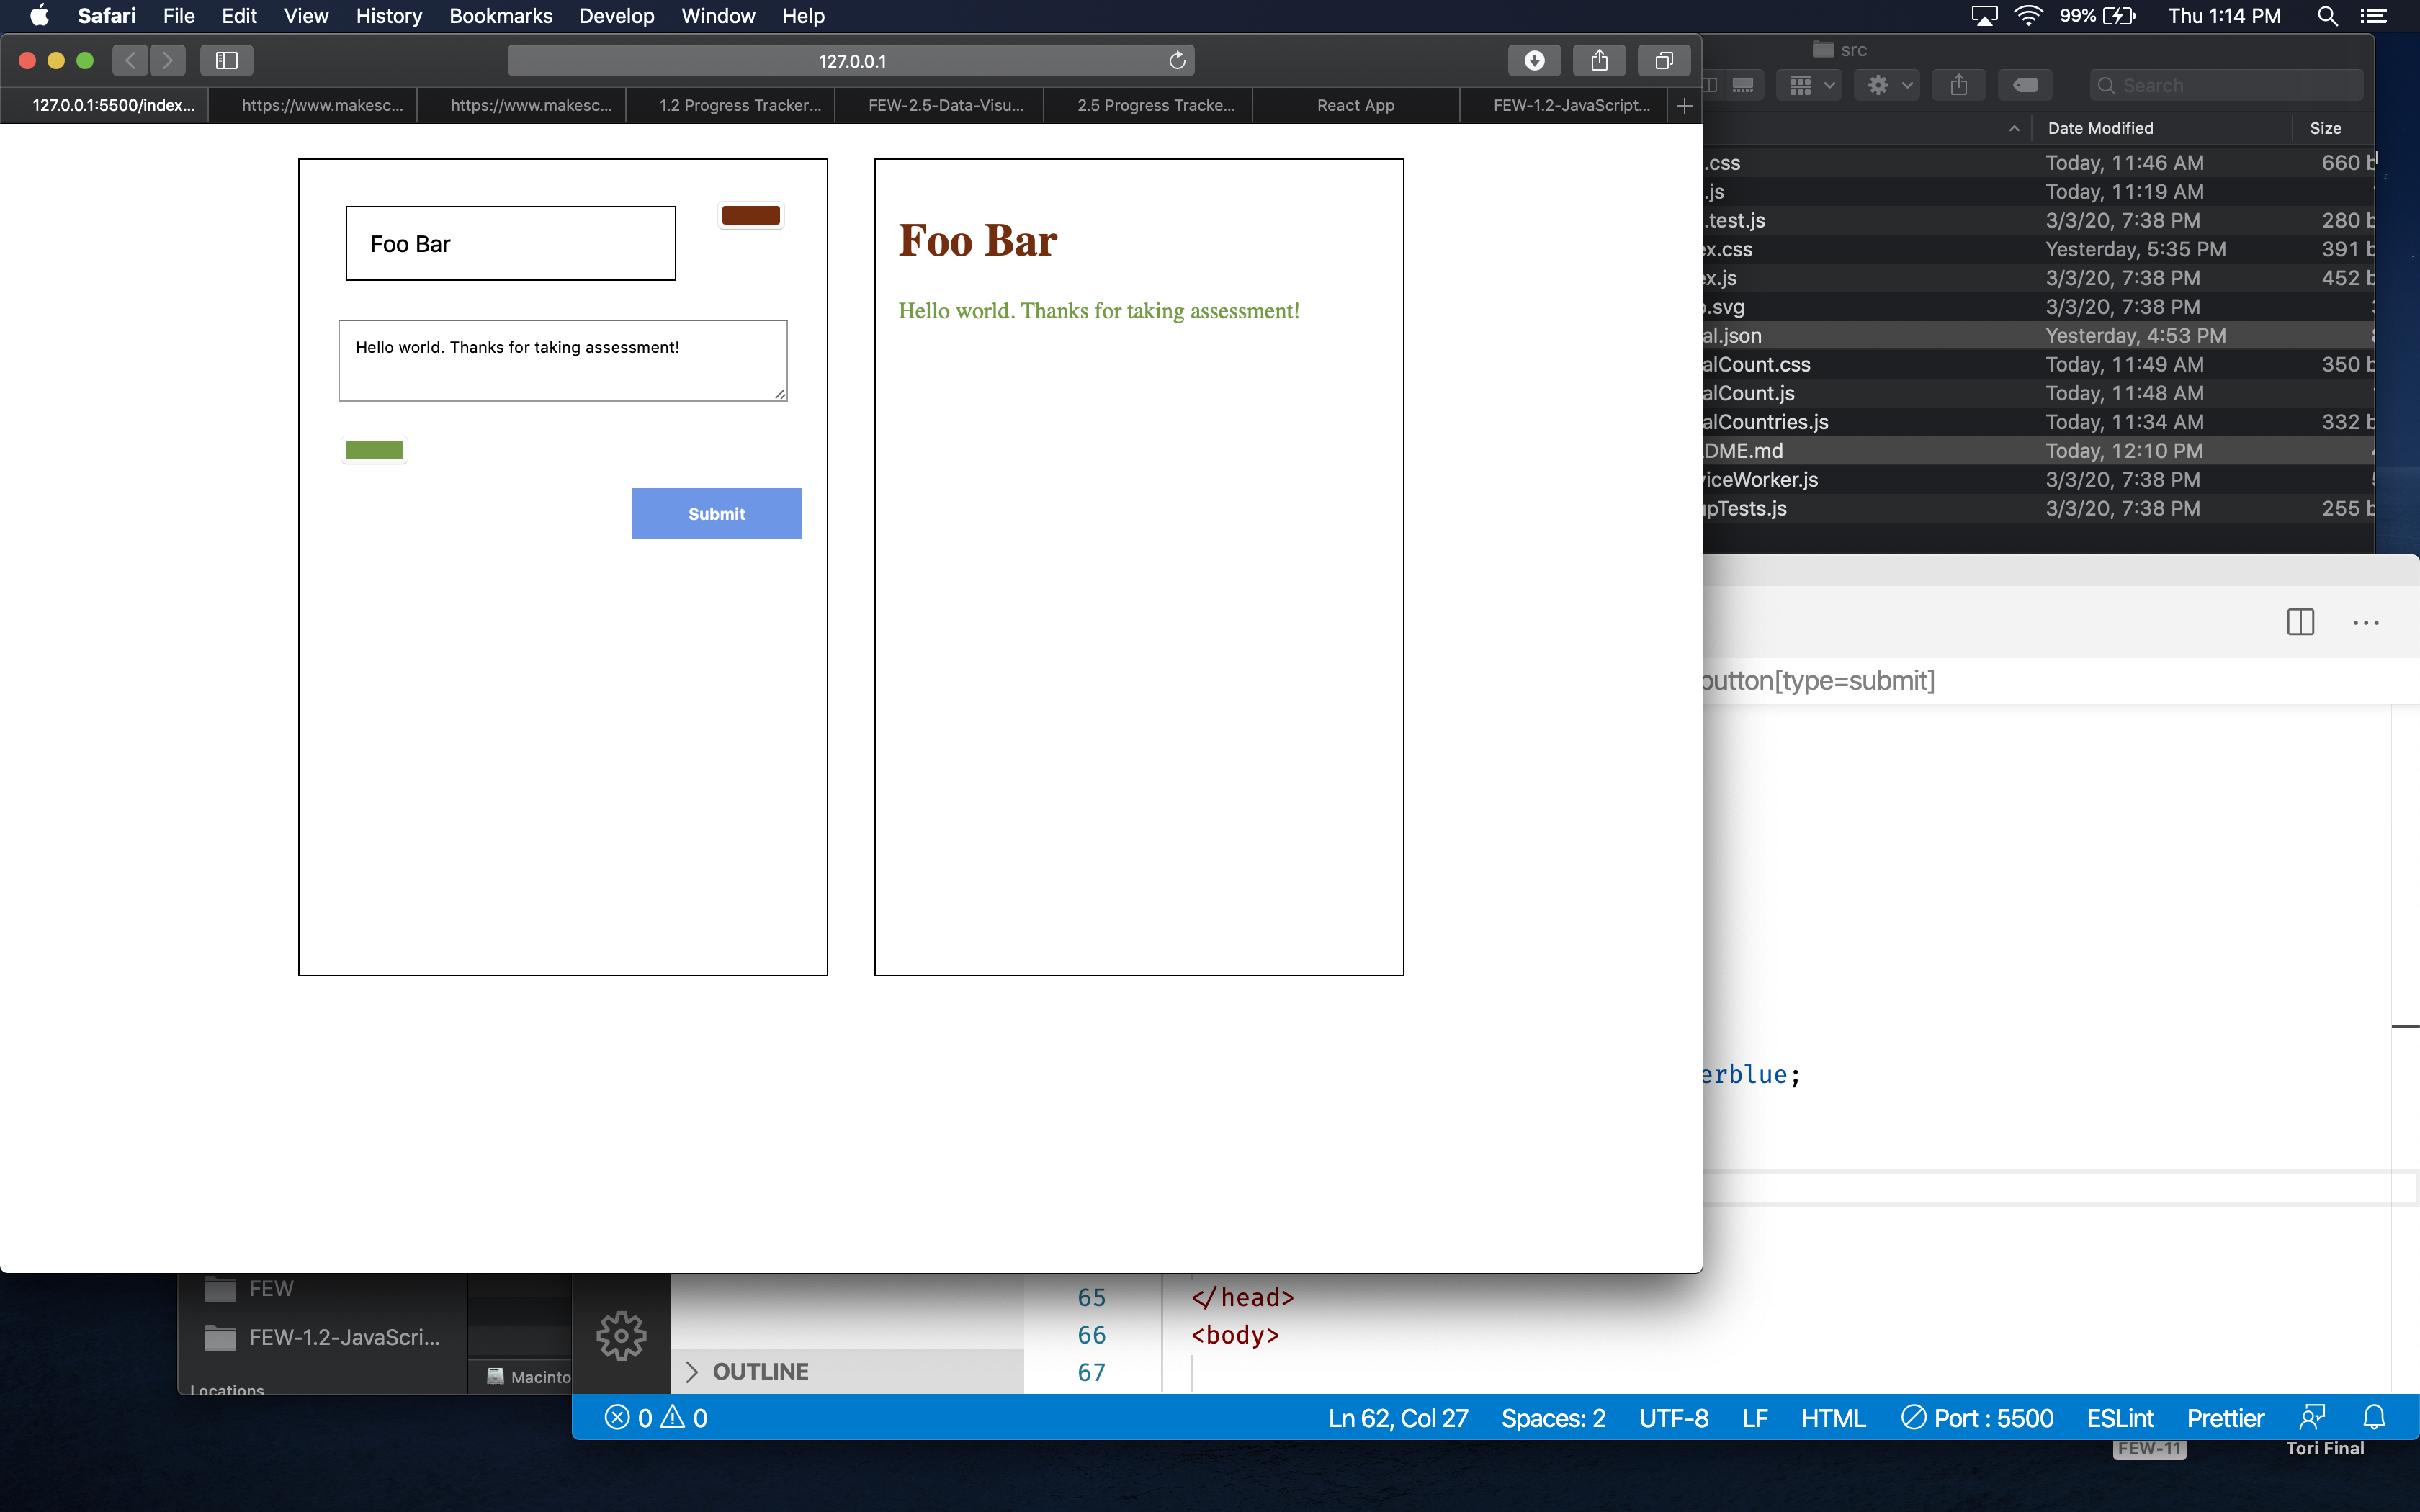 Safari File Edit View History Bookmarks Develop Window Help 99% Thu 1:14 PM
127.0.0.1
127.0.0.1:5500/index... https://www.makesc... https://www.makesc... 1.2 Progress Tracker... FEW-2.5-Data-Visu... 2.5 Progress Tracke... React App FEW-1.2-JavaScript...
Foo Bar
Hello world. Thanks for taking assessment!
Submit
Foo Bar
Hello world. Thanks for taking assessment!
src
Search
Date Modified Size
.css Today, 11:46 AM 660 b
.js Today, 11:19 AM
.test.js 3/3/20, 7:38 PM 280 b
ex.css Yesterday, 5:35 PM 391 b
ex.js 3/3/20, 7:38 PM 452 b
.svg 3/3/20, 7:38 PM
al.json Yesterday, 4:53 PM
alCount.css Today, 11:49 AM 350 b
alCount.js Today, 11:48 AM
alCountries.js Today, 11:34 AM 332 b
DME.md Today, 12:10 PM
viceWorker.js 3/3/20, 7:38 PM
upTests.js 3/3/20, 7:38 PM 255 b
button[type=submit]
erblue;
FEW
FEW-1.2-JavaScri...
Locations
Macinto
OUTLINE
65 </head>
66 <body>
67
0 0 Ln 62, Col 27 Spaces: 2 UTF-8 LF HTML Port : 5500 ESLint Prettier
FEW-11 Tori Final